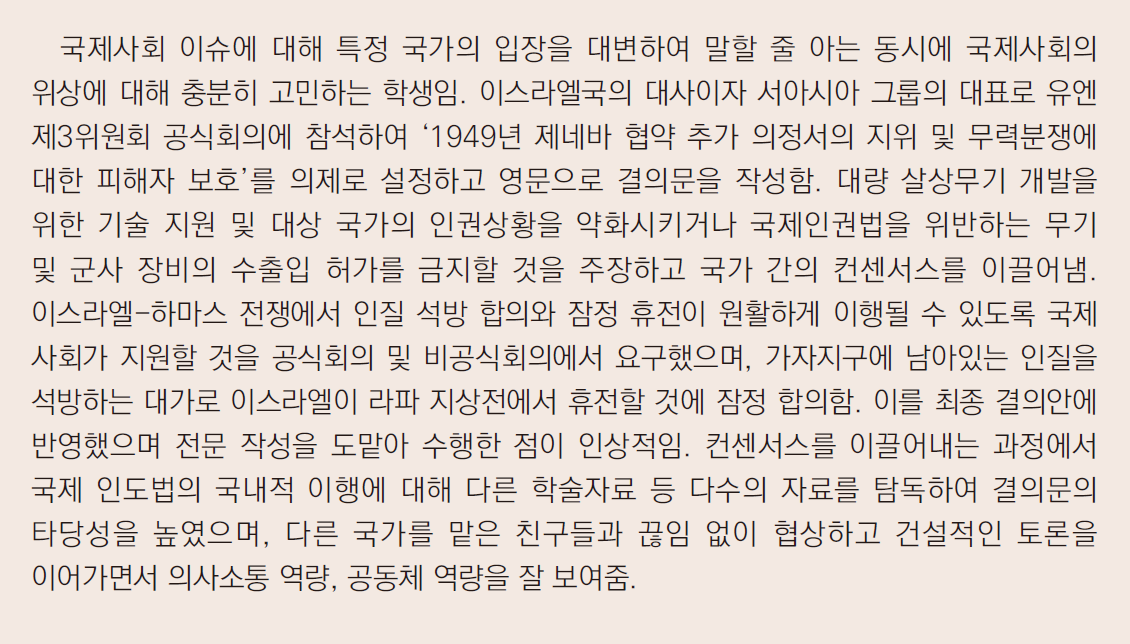 국제사회 이슈에 대해 특정 국가의 입장을 대변하여 말할 줄 아는 동시에 국제사회의
위상에 대해 충분히 고민하는 학생임. 이스라엘국의 대사이자 서아시아 그룹의 대표로 유엔
제3위원회 공식회의에 참석하여 ‘1949년 제네바 협약 추가 의정서의 지위 및 무력분쟁에
대한 피해자 보호’를 의제로 설정하고 영문으로 결의문을 작성함. 대량 살상무기 개발을
위한 기술 지원 및 대상 국가의 인권상황을 약화시키거나 국제인권법을 위반하는 무기
및 군사 장비의 수출입 허가를 금지할 것을 주장하고 국가 간의 컨센서스를 이끌어냄.
이스라엘-하마스 전쟁에서 인질 석방 합의와 잠정 휴전이 원활하게 이행될 수 있도록 국제
사회가 지원할 것을 공식회의 및 비공식회의에서 요구했으며, 가자지구에 남아있는 인질을
석방하는 대가로 이스라엘이 라파 지상전에서 휴전할 것에 잠정 합의함. 이를 최종 결의안에
반영했으며 전문 작성을 도맡아 수행한 점이 인상적임. 컨센서스를 이끌어내는 과정에서
국제 인도법의 국내적 이행에 대해 다룬 학술자료 등 다수의 자료를 탐독하여 결의문의
타당성을 높였으며, 다른 국가를 맡은 친구들과 끊임 없이 협상하고 건설적인 토론을
이어가면서 의사소통 역량, 공동체 역량을 잘 보여줌.